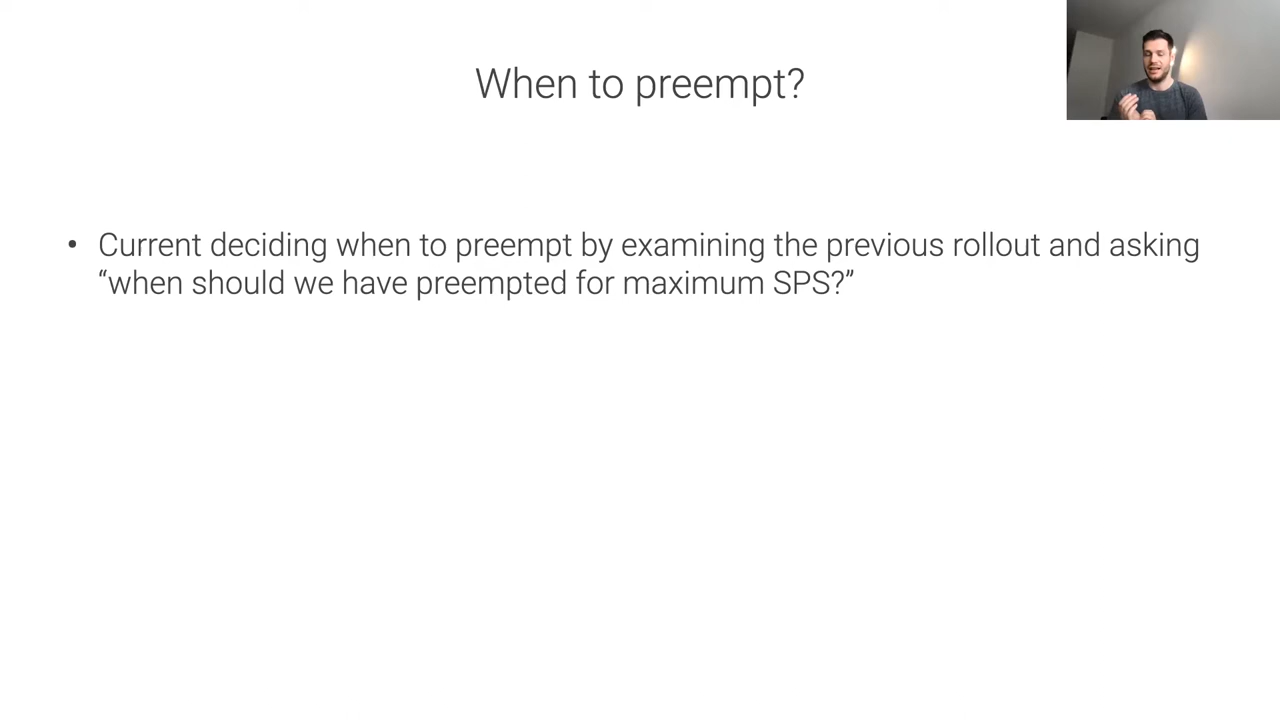 When to preempt?
• Current deciding when to preempt by examining the previous rollout and asking
“when should we have preempted for maximum SPS?”